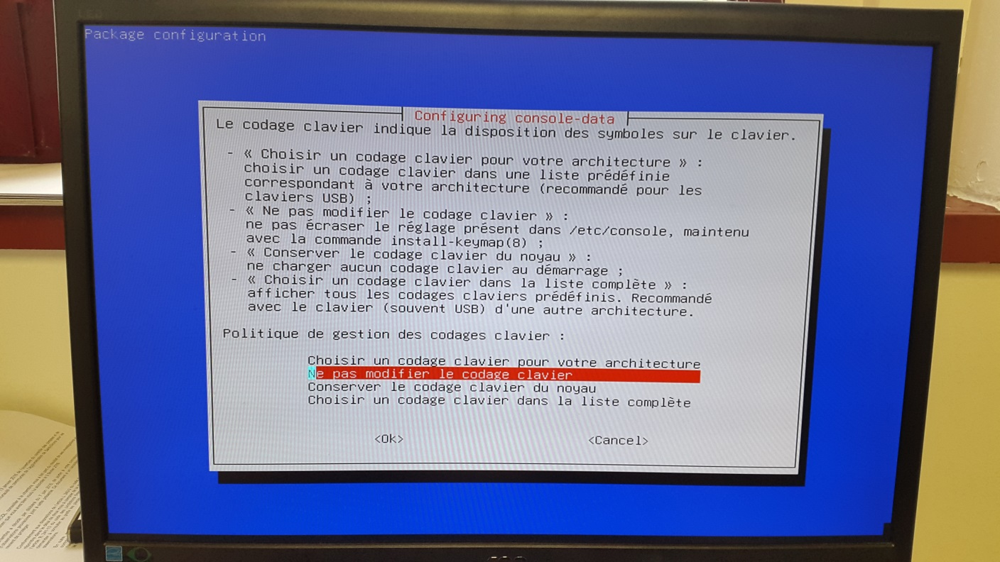 Package configuration
Configuring console-data
Le codage clavier indique la disposition des symboles sur le clavier.
- « Choisir un codage clavier pour votre architecture » :
choisir un codage clavier dans une liste prédéfinie
correspondant à votre architecture (recommandé pour les
claviers USB) ;
- « Ne pas modifier le codage clavier » :
ne pas écraser le réglage présent dans /etc/console, maintenu
avec la commande install-keymap(8) ;
- « Conserver le codage clavier du noyau » :
ne charger aucun codage clavier au démarrage ;
- « Choisir un codage clavier dans la liste complète » :
afficher tous les codages claviers prédéfinis. Recommandé
avec le clavier (souvent USB) d'une autre architecture.
Politique de gestion des codages clavier :
Choisir un codage clavier pour votre architecture
Ne pas modifier le codage clavier
Conserver le codage clavier du noyau
Choisir un codage clavier dans la liste complète
<Ok> <Cancel>